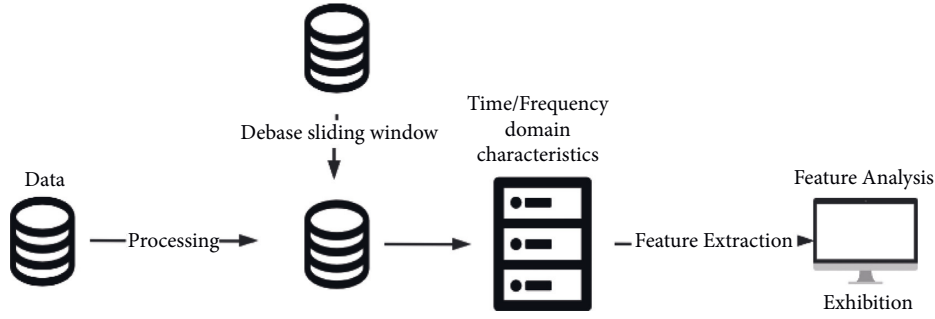 Debase sliding window
Time/Frequency
domain
characteristics
Data
Processing
Feature Extraction
Feature Analysis
Exhibition